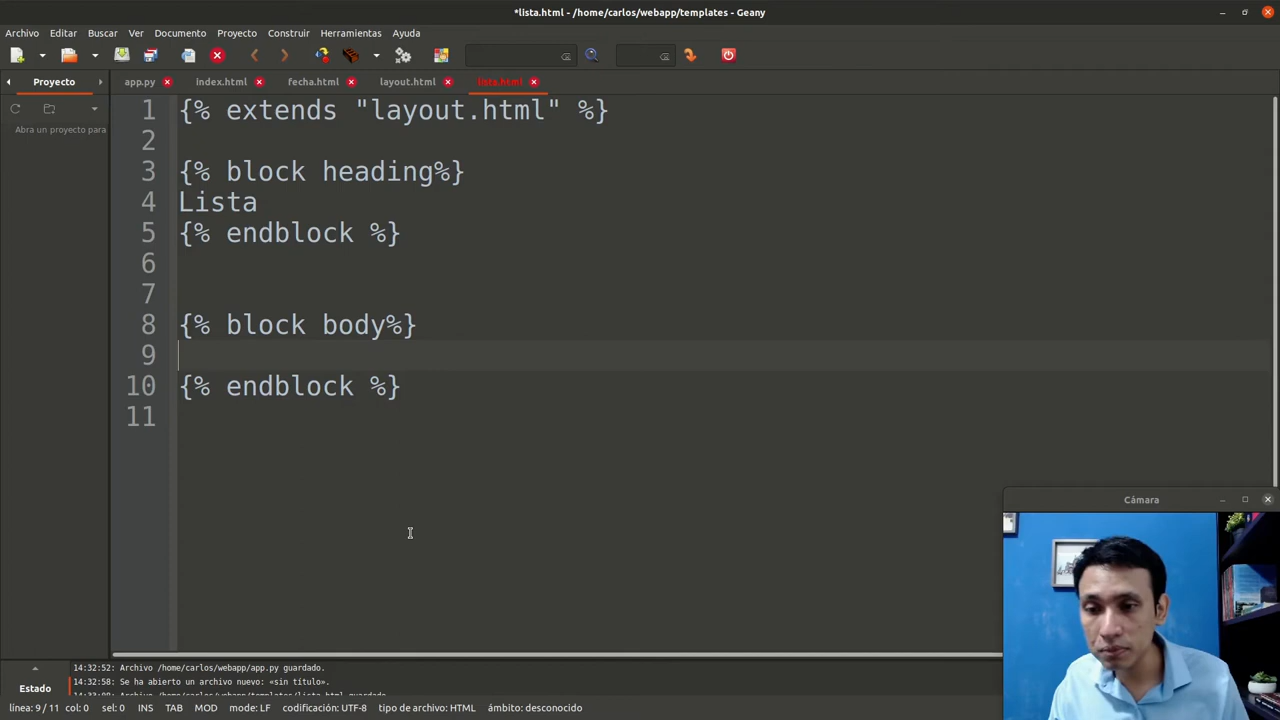 *lista.html - /home/carlos/webapp/templates - Geany
Archivo Editar Buscar Ver Documento Proyecto Construir Herramientas Ayuda
Proyecto app.py index.html fecha.html layout.html lista.html
Abra un proyecto para
1 {% extends "layout.html" %}
2
3 {% block heading%}
4 Lista
5 {% endblock %}
6
7
8 {% block body%}
9
10 {% endblock %}
11
Cámara
14:32:52: Archivo /home/carlos/webapp/app.py guardado.
14:32:58: Se ha abierto un archivo nuevo: «sin título».
Estado
línea: 9 / 11 col: 0 sel: 0 INS TAB MOD mode: LF codificación: UTF-8 tipo de archivo: HTML ámbito: desconocido